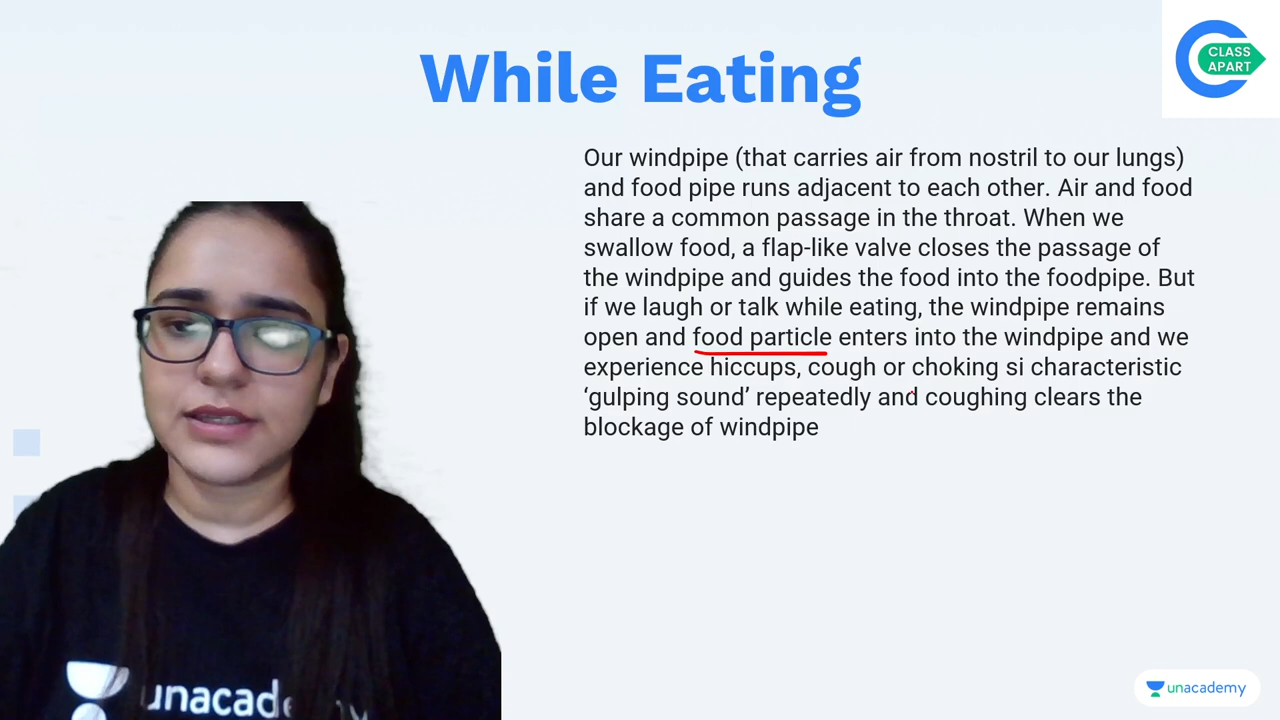 While Eating
CLASS
APART
Our windpipe (that carries air from nostril to our lungs)
and food pipe runs adjacent to each other. Air and food
share a common passage in the throat. When we
swallow food, a flap-like valve closes the passage of
the windpipe and guides the food into the foodpipe. But
if we laugh or talk while eating, the windpipe remains
open and food particle enters into the windpipe and we
experience hiccups, cough or choking si characteristic
‘gulping sound’ repeatedly and coughing clears the
blockage of windpipe
unacade
unacademy